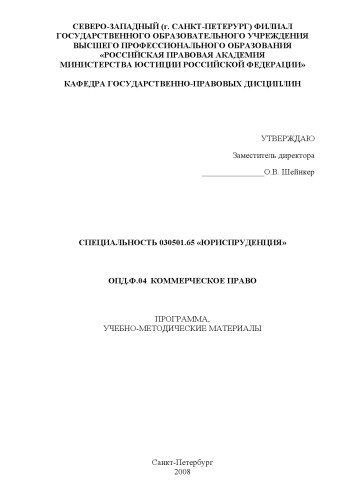 СЕВЕРО-ЗАПАДНЫЙ (г. САНКТ-ПЕТЕРУРГ) ФИЛИАЛ
ГОСУДАРСТВЕННОГО ОБРАЗОВАТЕЛЬНОГО УЧРЕЖДЕНИЯ
ВЫСШЕГО ПРОФЕССИОНАЛЬНОГО ОБРАЗОВАНИЯ
«РОССИЙСКАЯ ПРАВОВАЯ АКАДЕМИЯ
МИНИСТЕРСТВА ЮСТИЦИИ РОССИЙСКОЙ ФЕДЕРАЦИИ»
КАФЕДРА ГОСУДАРСТВЕННО-ПРАВОВЫХ ДИСЦИПЛИН
УТВЕРЖДАЮ
Заместитель директора
________________О.В. Шейнкер
СПЕЦИАЛЬНОСТЬ 030501.65 «ЮРИСПРУДЕНЦИЯ»
ОПД.Ф.04 КОММЕРЧЕСКОЕ ПРАВО
ПРОГРАММА,
УЧЕБНО-МЕТОДИЧЕСКИЕ МАТЕРИАЛЫ
Санкт-Петербург
2008